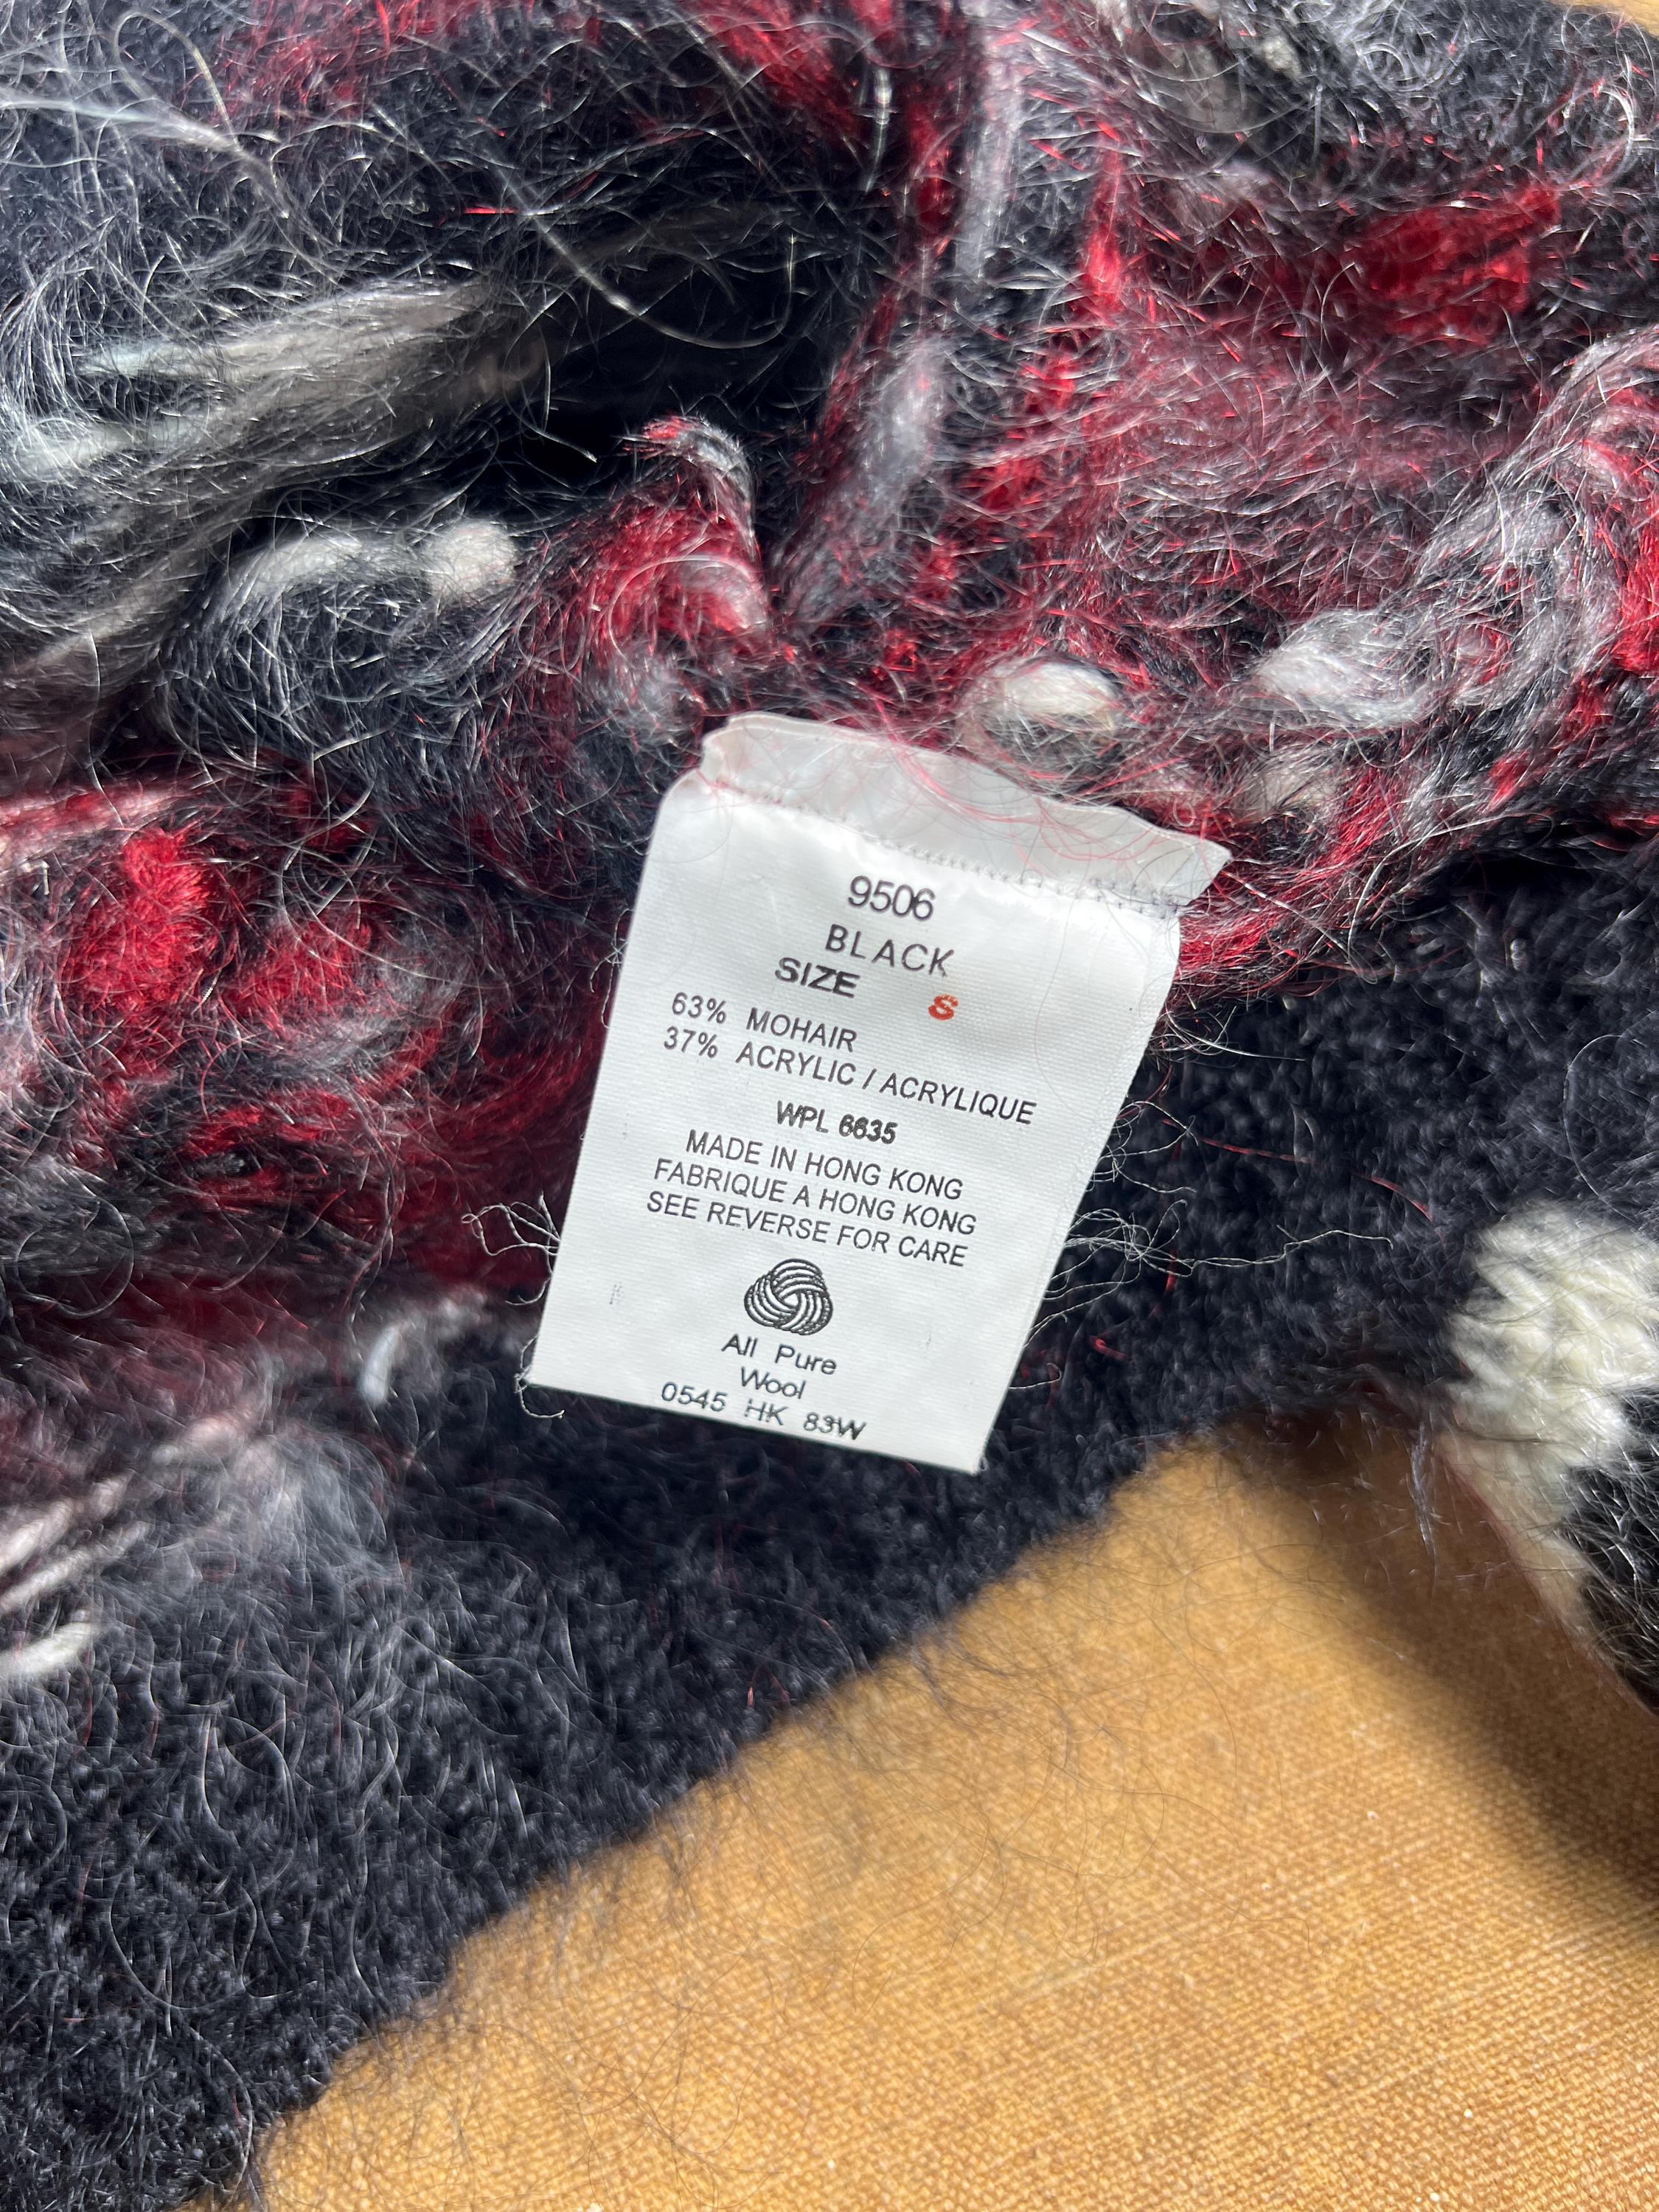 9506
BLACK
SIZE S
63% MOHAIR
37% ACRYLIC / ACRYLIQUE
WPL 6635
MADE IN HONG KONG
FABRIQUE A HONG KONG
SEE REVERSE FOR CARE
All Pure
Wool
0545 HK 83W